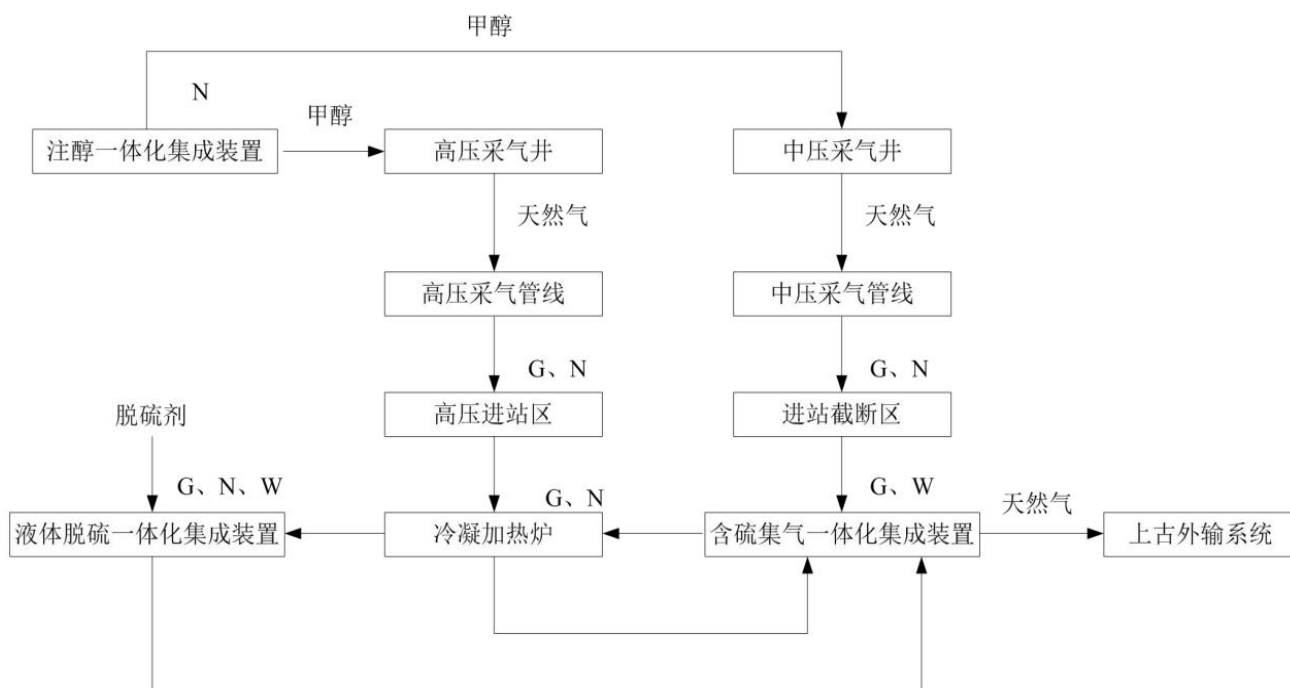 甲醇
N
甲醇
注醇一体化集成装置
高压采气井
中压采气井
天然气
天然气
高压采气管线
中压采气管线
G、N
G、N
脱硫剂
高压进站区
进站截断区
G、N、W
G、N
G、W
天然气
液体脱硫一体化集成装置
冷凝加热炉
含硫集气一体化集成装置
上古外输系统